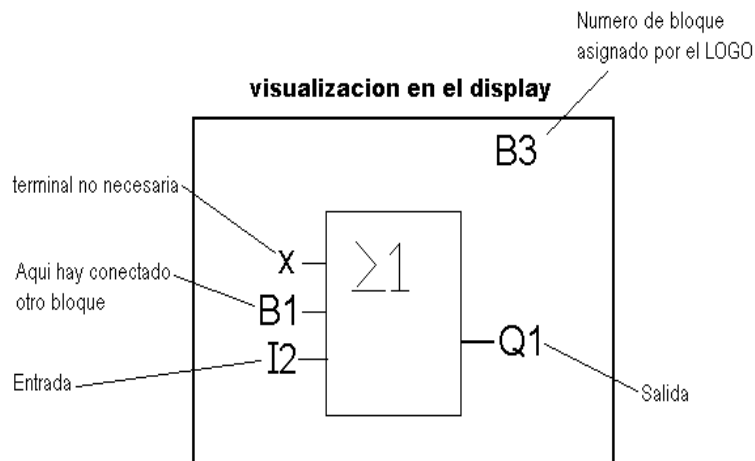 Numero de bloque
asignado por el LOGO
visualizacion en el display
B3
terminal no necesaria
X
∑1
Aqui hay conectado
otro bloque
B1
I2
Q1
Entrada
Salida